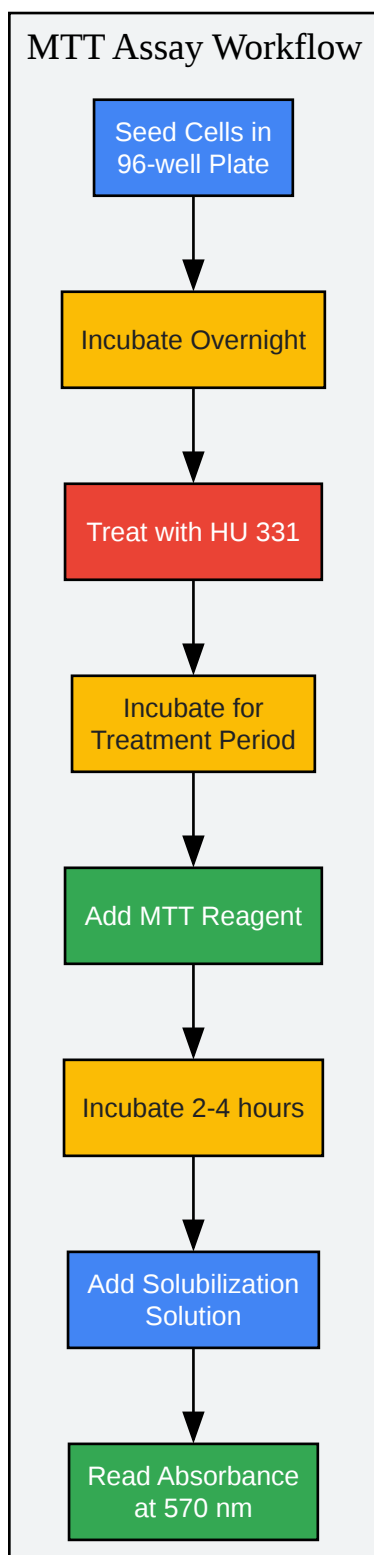 MTT Assay Workflow
Seed Cells in
96-well Plate
Incubate Overnight
Treat with HU 331
Incubate for
Treatment Period
Add MTT Reagent
Incubate 2-4 hours
Add Solubilization
Solution
Read Absorbance
at 570 nm